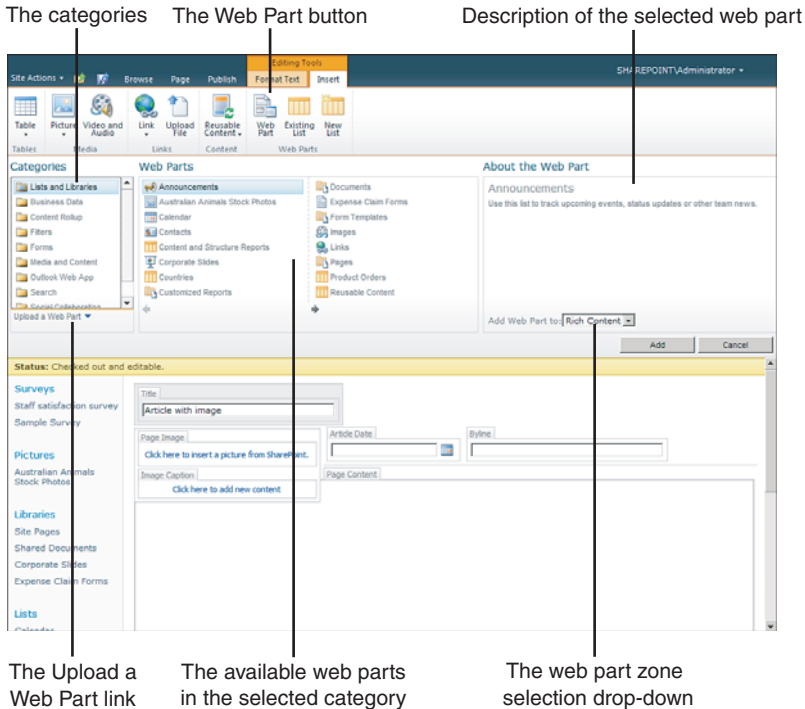 The categories
The Web Part button
Description of the selected web part
Editing Tools
Site Actions
Browse
Page
Publish
Format Text
Insert
SHAREPOINT\Administrator
Table
Picture
Video and Audio
Link
Upload File
Reusable Content
Web Part
Existing List
New List
Tables
Media
Links
Content
Web Parts
Categories
Web Parts
About the Web Part
Lists and Libraries
Business Data
Content Rollup
Filters
Forms
Media and Content
Outlook Web App
Search
Social Collaboration
Upload a Web Part
Announcements
Australian Animals Stock Photos
Calendar
Contacts
Content and Structure Reports
Corporate Slides
Countries
Customized Reports
Documents
Expense Claim Forms
Form Templates
Images
Links
Pages
Product Orders
Reusable Content
Announcements
Use this list to track upcoming events, status updates or other team news.
Add Web Part to: Rich Content
Add
Cancel
Status: Checked out and editable.
Surveys
Staff satisfaction survey
Sample Survey
Pictures
Australian Animals
Stock Photos
Libraries
Site Pages
Shared Documents
Corporate Slides
Expense Claim Forms
Lists
Calendar
Title
Article with image
Page Image
Click here to insert a picture from SharePoint.
Article Date
Byline
Image Caption
Click here to add new content
Page Content
The Upload a
Web Part link
The available web parts
in the selected category
The web part zone
selection drop-down